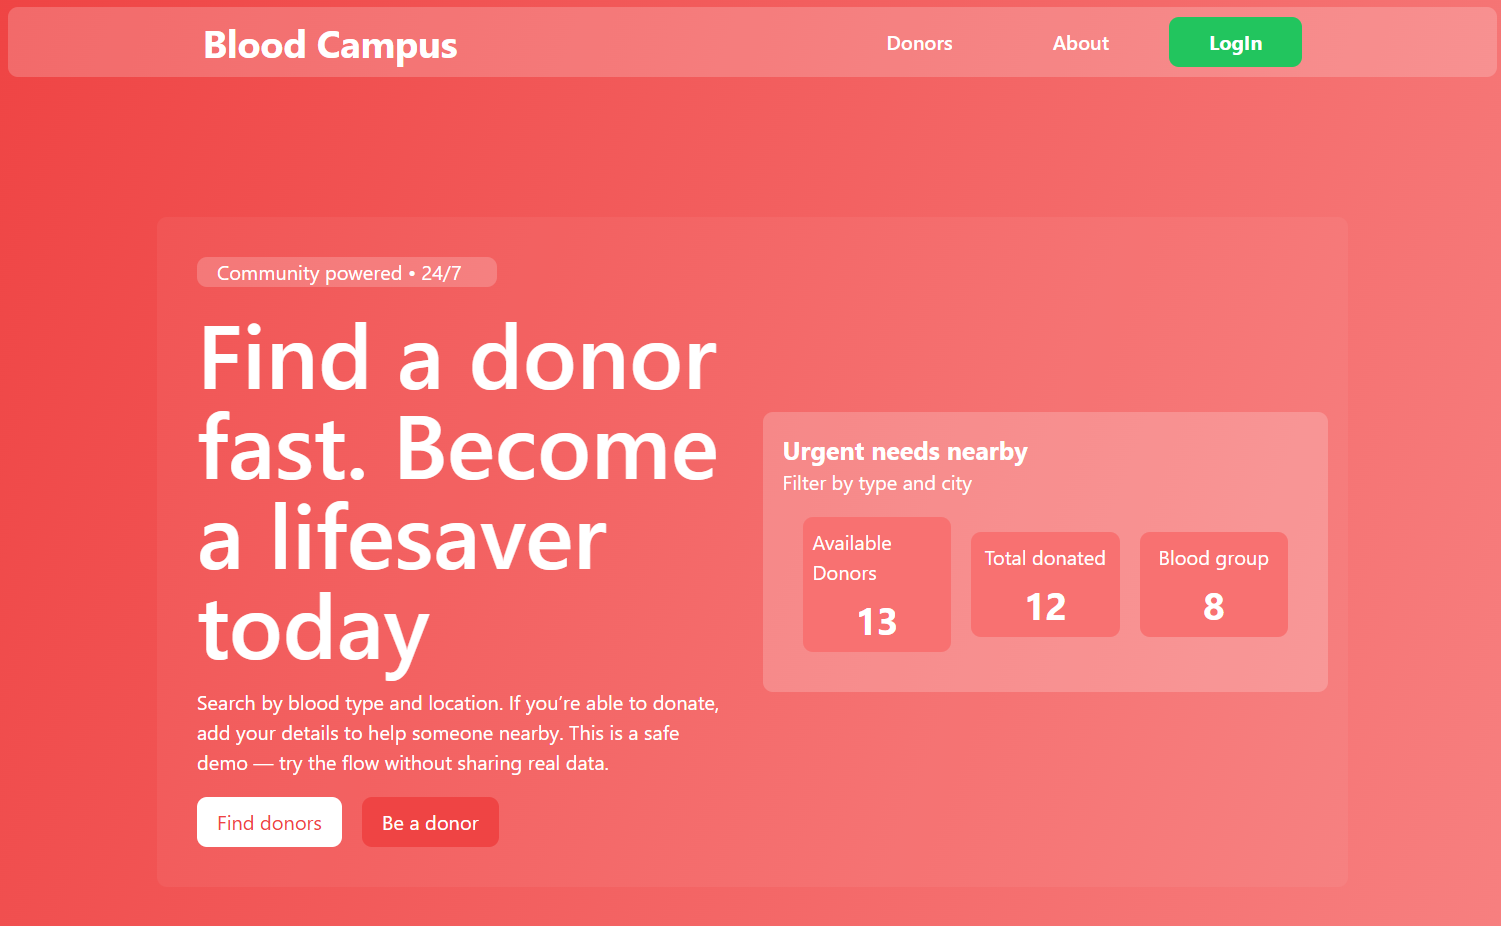 Blood Campus
Donors
About
LogIn
Community powered • 24/7
Find a donor
fast. Become
a lifesaver
today
Search by blood type and location. If you’re able to donate,
add your details to help someone nearby. This is a safe
demo — try the flow without sharing real data.
Find donors
Be a donor
Urgent needs nearby
Filter by type and city
Available
Donors
13
Total donated
12
Blood group
8